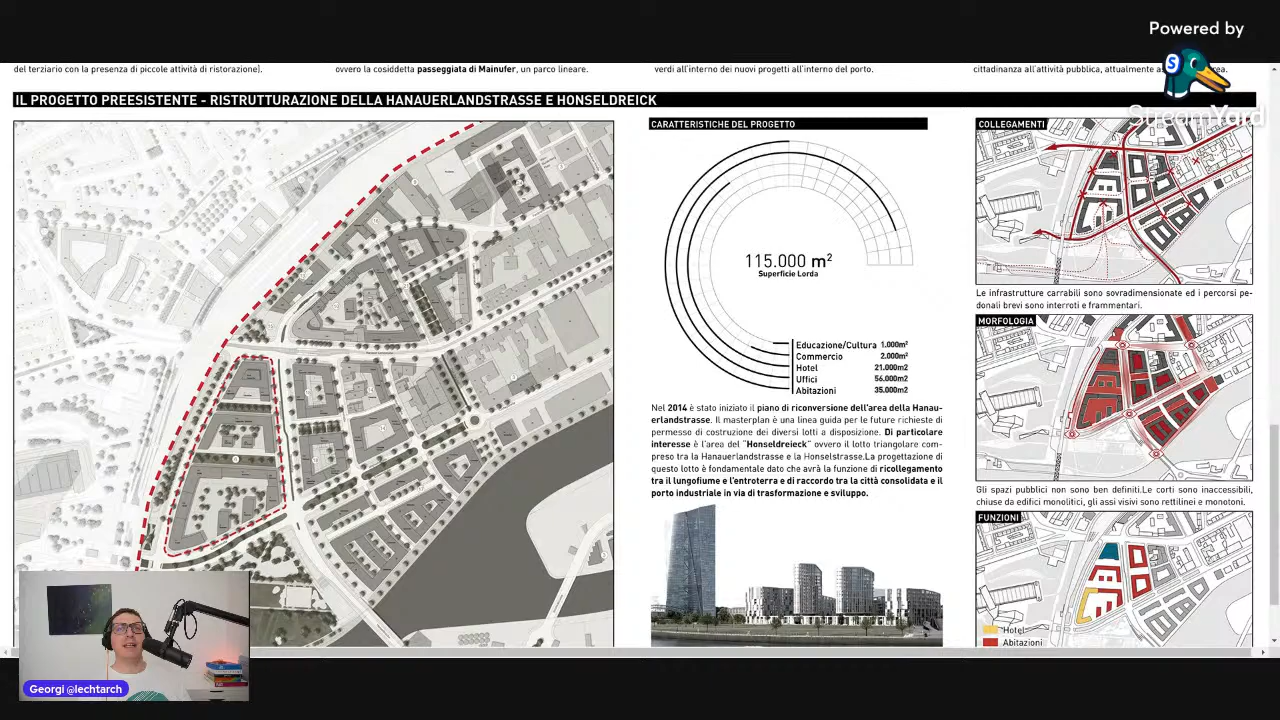 Powered by
StreamYard
del terziario con la presenza di piccole attività di ristorazione).
ovvero la cosiddetta passeggiata di Mainufer, un parco lineare.
verdi all'interno dei nuovi progetti all'interno del porto.
cittadinanza all'attività pubblica, attualmente
IL PROGETTO PREESISTENTE - RISTRUTTURAZIONE DELLA HANAUERLANDSTRASSE E HONSELDREICK
CARATTERISTICHE DEL PROGETTO
115.000 m²
Superficie Lorda
Educazione/Cultura 1.000m²
Commercio 2.000m²
Hotel 21.000m2
Uffici 56.000m2
Abitazioni 35.000m2
Nel 2014 è stato iniziato il piano di riconversione dell'area della Hanau-
erlandstrasse. Il masterplan è una linea guida per le future richieste di
permesso di costruzione dei diversi lotti a disposizione. Di particolare
interesse è l'area del "Honseldreieck" ovvero il lotto triangolare com-
preso tra la Hanauerlandstrasse e la Honselstrasse.La progettazione di
questo lotto è fondamentale dato che avrà la funzione di ricollegamento
tra il lungofiume e l'entroterra e di raccordo tra la città consolidata e il
porto industriale in via di trasformazione e sviluppo.
COLLEGAMENTI
Le infrastrutture carrabili sono sovradimensionate ed i percorsi pe-
donali brevi sono interroti e frammentari.
MORFOLOGIA
Gli spazi pubblici non sono ben definiti.Le corti sono inaccessibili,
chiuse da edifici monolitici, gli assi visivi sono rettilinei e monotoni.
FUNZIONI
Hotel
Abitazioni
Georgi @lechtarch